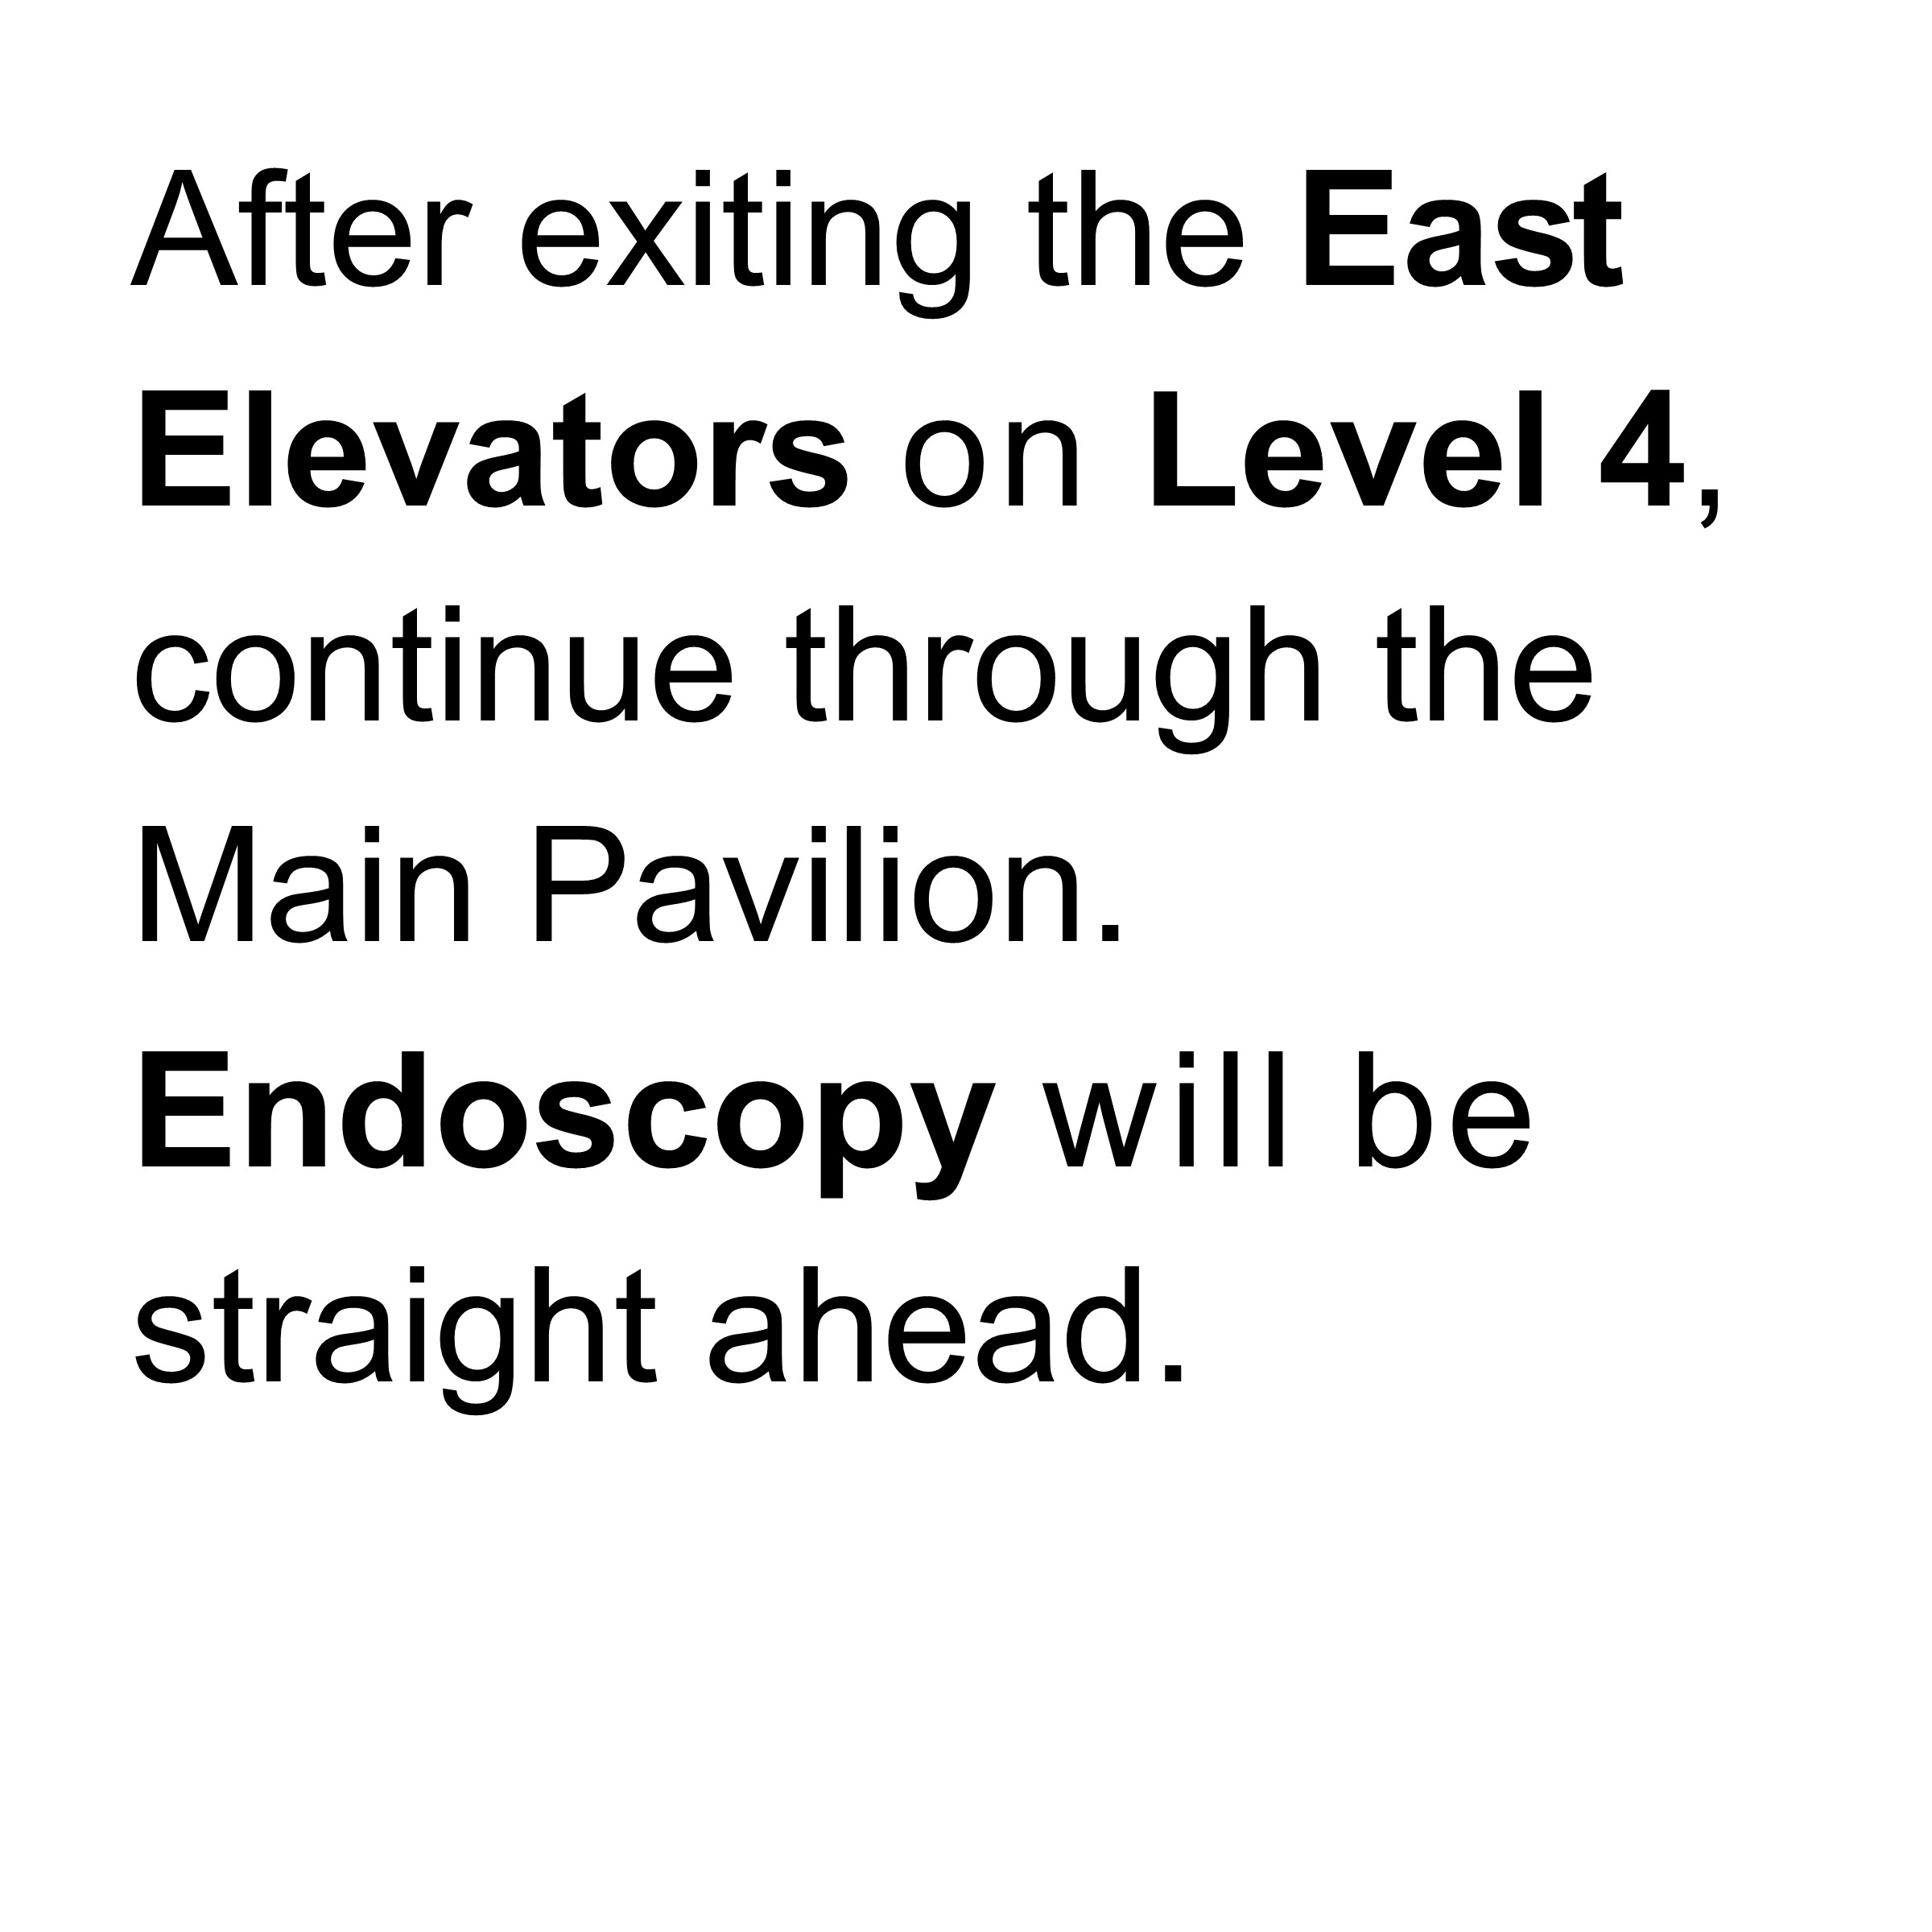 After exiting the East
Elevators on Level 4,
continue through the
Main Pavilion.
Endoscopy will be
straight ahead.